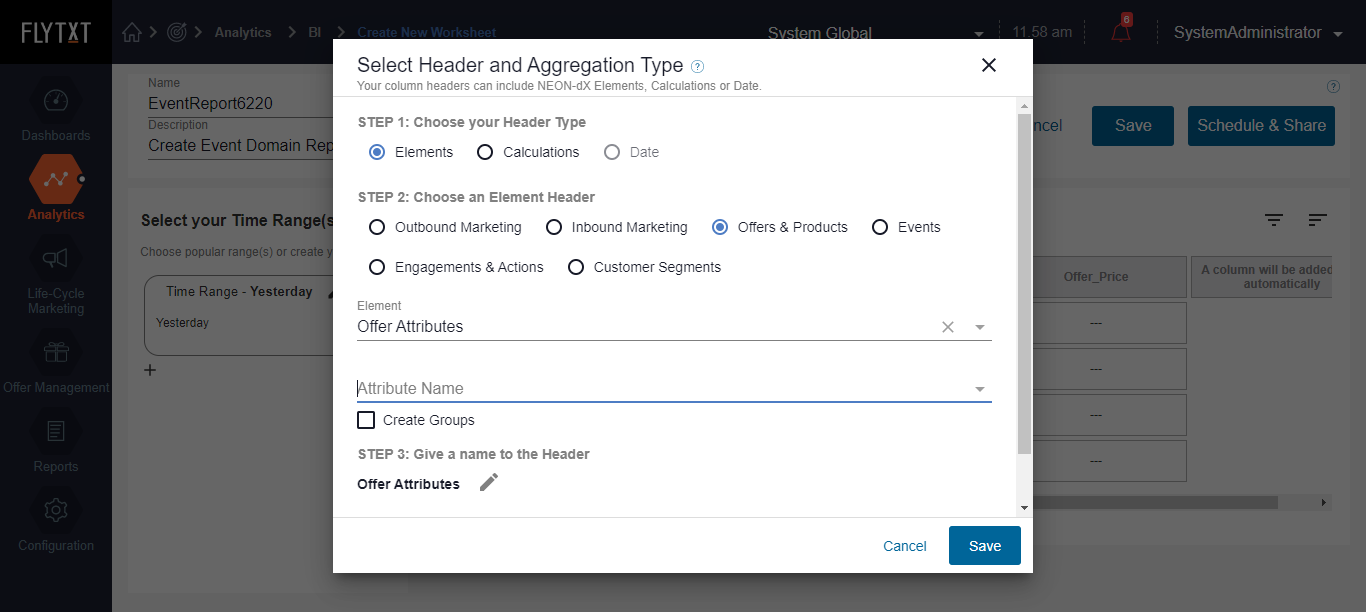 FLYTXT
Analytics
BI
Create New Worksheet
System Global
11.58 am
6
SystemAdministrator
Dashboards
Analytics
Life-Cycle
Marketing
Offer Management
Reports
Configuration
Name
EventReport6220
Description
Create Event Domain Rep
ncel
Save
Schedule & Share
Select your Time Range(s
Choose popular range(s) or create y
Time Range - Yesterday
Yesterday
Offer_Price
A column will be added
automatically
---
---
---
---
Select Header and Aggregation Type ?
Your column headers can include NEON-dX Elements, Calculations or Date.
STEP 1: Choose your Header Type
Elements Calculations Date
STEP 2: Choose an Element Header
Outbound Marketing Inbound Marketing Offers & Products Events
Engagements & Actions Customer Segments
Element
Offer Attributes
Attribute Name
Create Groups
STEP 3: Give a name to the Header
Offer Attributes
Cancel Save